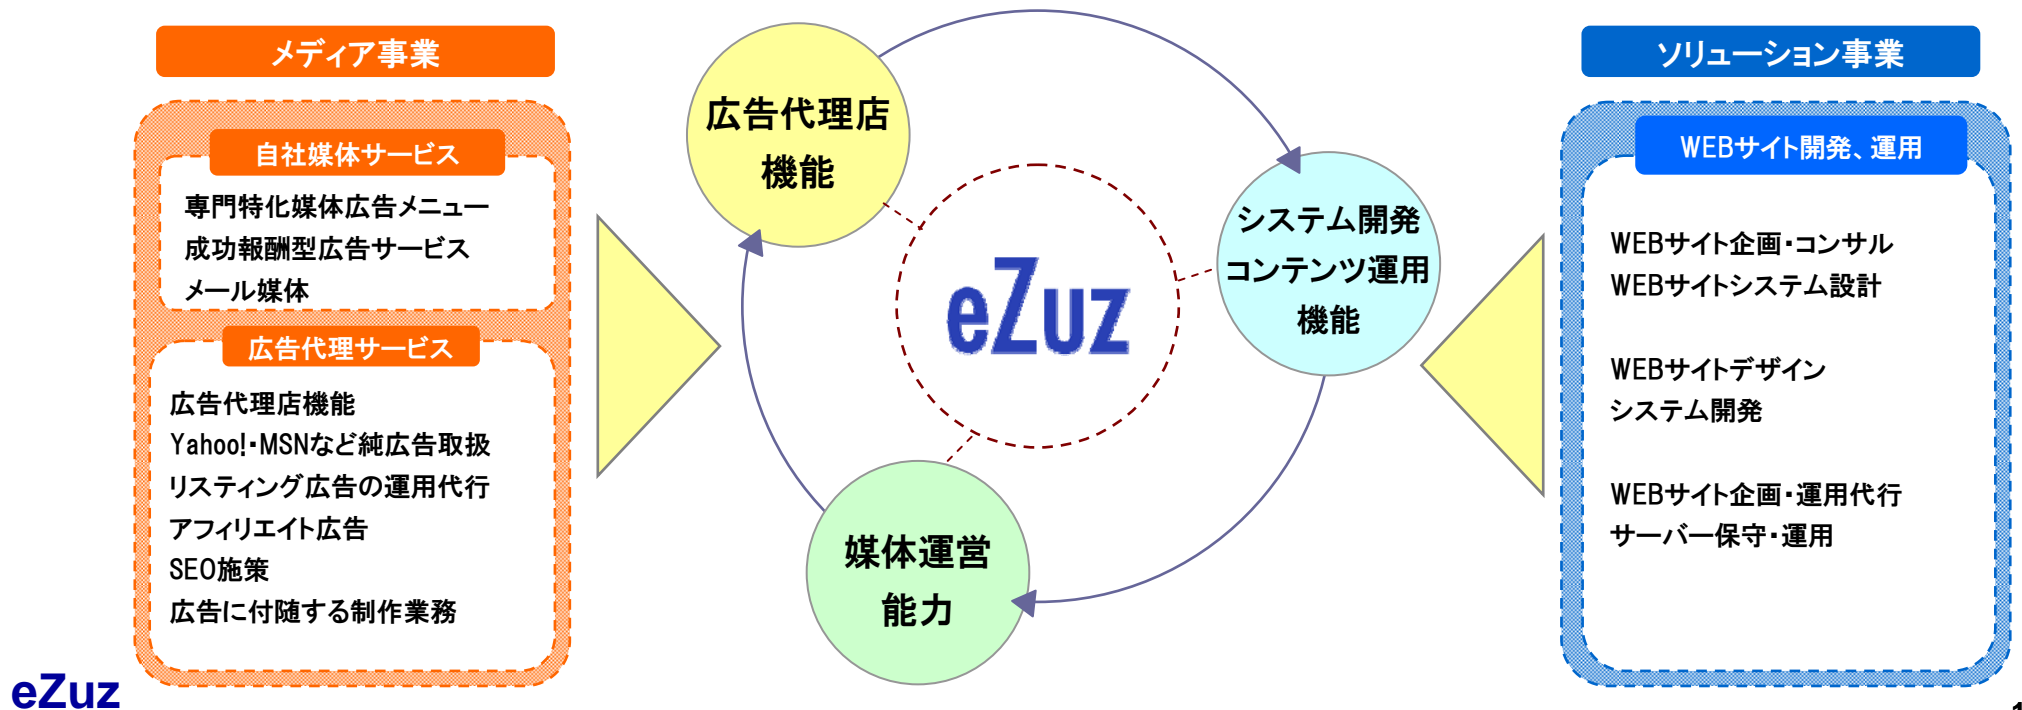 メディア事業
自社媒体サービス
専門特化媒体広告メニュー
成功報酬型広告サービス
メール媒体
広告代理サービス
広告代理店機能
Yahoo!・MSNなど純広告取扱
リスティング広告の運用代行
アフィリエイト広告
SEO施策
広告に付随する制作業務
広告代理店
機能
システム開発
コンテンツ運用
機能
eZuz
媒体運営
能力
ソリューション事業
WEBサイト開発、運用
WEBサイト企画・コンサル
WEBサイトシステム設計
WEBサイトデザイン
システム開発
WEBサイト企画・運用代行
サーバー保守・運用
eZuz